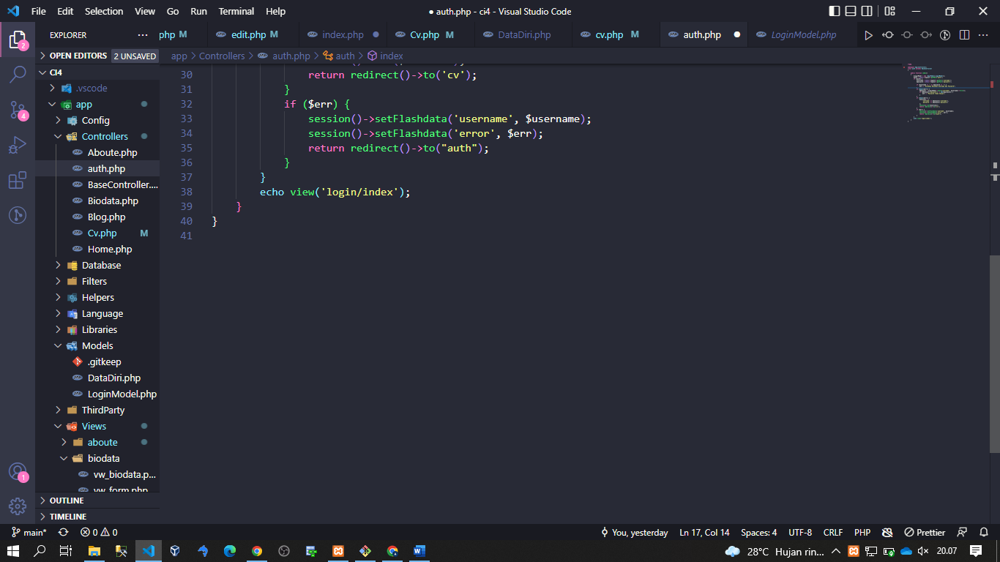 File Edit Selection View Go Run Terminal Help
● auth.php - ci4 - Visual Studio Code
EXPLORER ···
php M
edit.php M
index.php
Cv.php M
DataDiri.php
cv.php M
auth.php
LoginModel.php
OPEN EDITORS 2 UNSAVED
app > Controllers > auth.php > auth > index
CI4
.vscode
app
Config
Controllers
Aboute.php
auth.php
BaseController....
Biodata.php
Blog.php
Cv.php M
Home.php
Database
Filters
Helpers
Language
Libraries
Models
.gitkeep
DataDiri.php
LoginModel.php
ThirdParty
Views
aboute
biodata
vw_biodata.p...
vw_form.php
OUTLINE
TIMELINE
30 return redirect()->to('cv');
31 }
32 if ($err) {
33 session()->setFlashdata('username', $username);
34 session()->setFlashdata('error', $err);
35 return redirect()->to("auth");
36 }
37 }
38 echo view('login/index');
39 }
40 }
41
2
4
1
main* 0 0
You, yesterday Ln 17, Col 14 Spaces: 4 UTF-8 CRLF PHP Prettier
28°C Hujan rin... 20.07